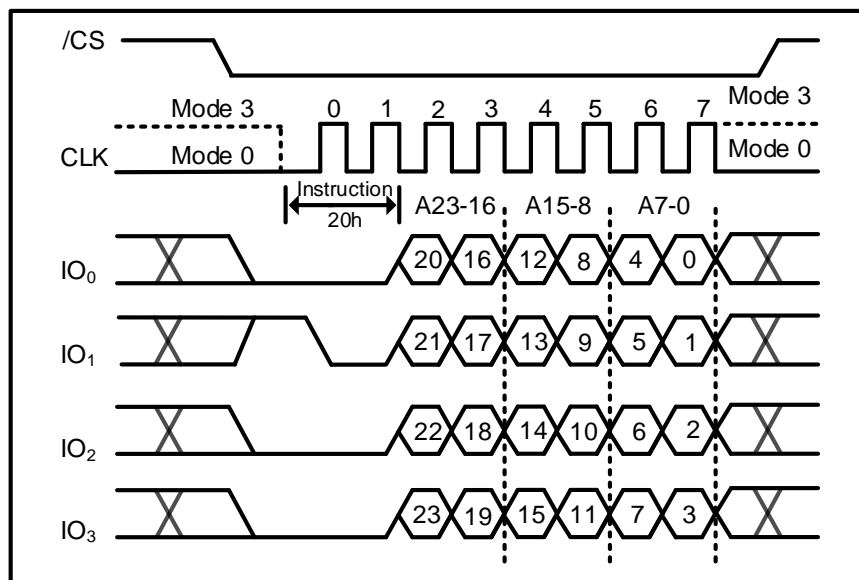 /CS
Mode 3 0 1 2 3 4 5 6 7 Mode 3
CLK Mode 0 Mode 0
Instruction
20h
A23-16 A15-8 A7-0
IO₀ 20 16 12 8 4 0
IO₁ 21 17 13 9 5 1
IO₂ 22 18 14 10 6 2
IO₃ 23 19 15 11 7 3